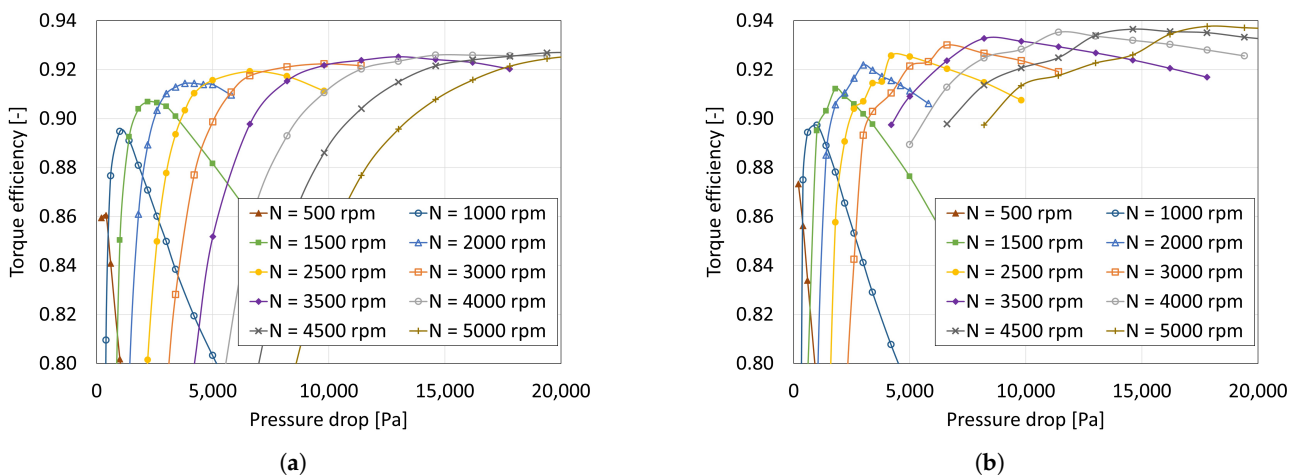 0.94
0.92
0.90
0.88
0.86
0.84
0.82
0.80
Torque efficiency [-]
N = 500 rpm
N = 1000 rpm
N = 1500 rpm
N = 2000 rpm
N = 2500 rpm
N = 3000 rpm
N = 3500 rpm
N = 4000 rpm
N = 4500 rpm
N = 5000 rpm
0
5,000
10,000
15,000
20,000
Pressure drop [Pa]
(a)
0.94
0.92
0.90
0.88
0.86
0.84
0.82
0.80
Torque efficiency [-]
N = 500 rpm
N = 1000 rpm
N = 1500 rpm
N = 2000 rpm
N = 2500 rpm
N = 3000 rpm
N = 3500 rpm
N = 4000 rpm
N = 4500 rpm
N = 5000 rpm
0
5,000
10,000
15,000
20,000
Pressure drop [Pa]
(b)